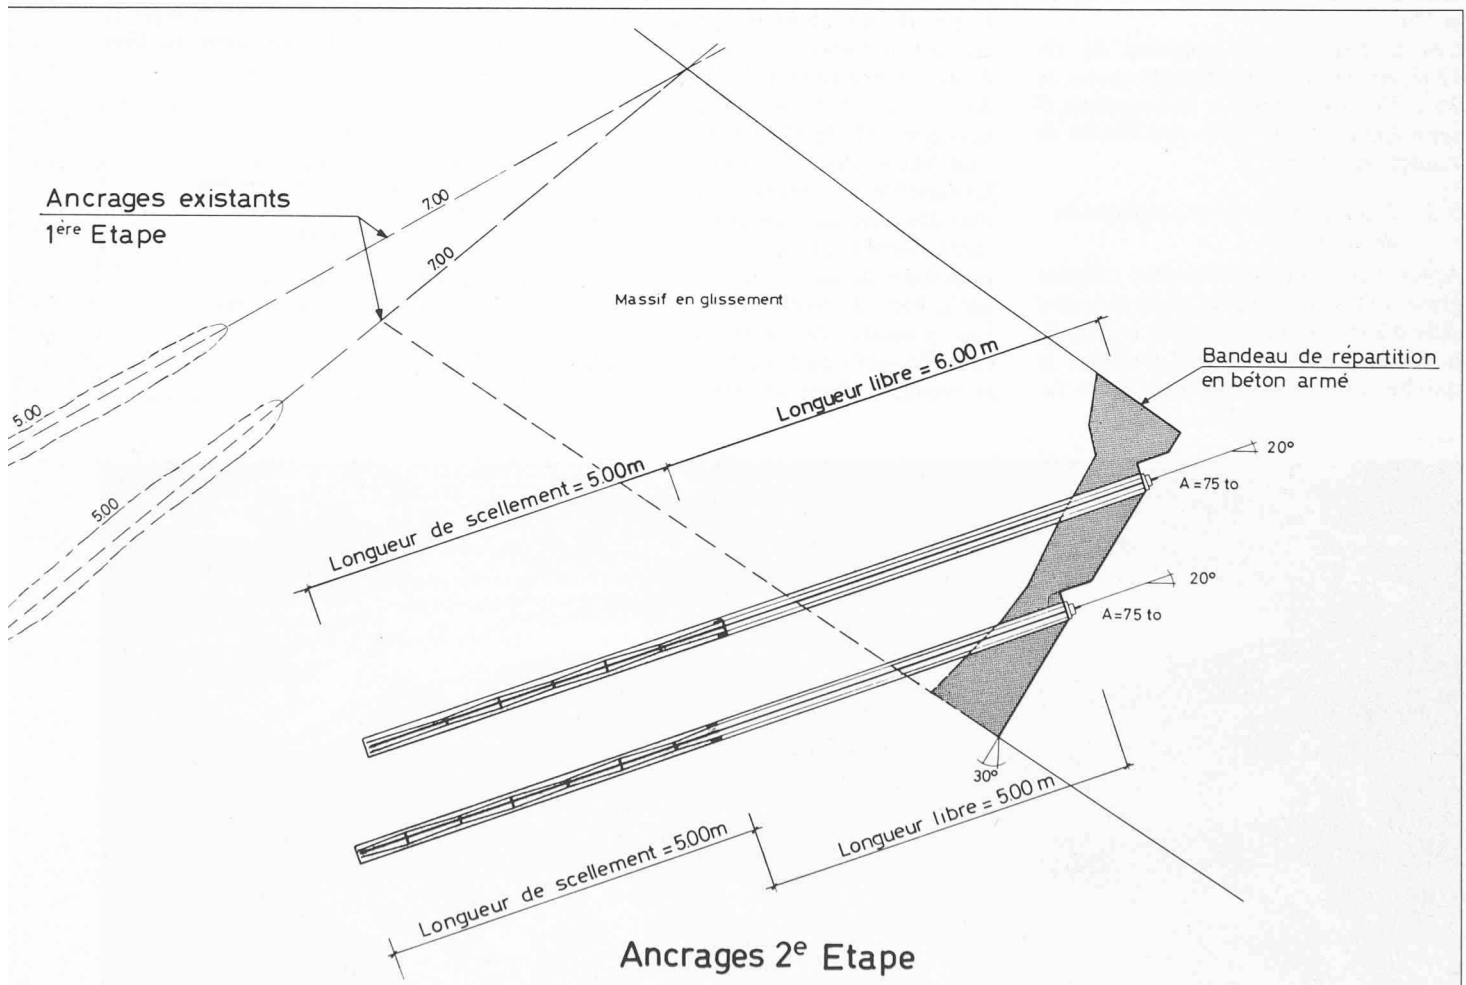 Ancrages existants
1ère Etape
7.00
7.00
5.00
5.00
Massif en glissement
Longueur libre = 6.00 m
Longueur de scellement = 5.00m
Bandeau de répartition
en béton armé
20°
A = 75 to
20°
A = 75 to
30°
Longueur libre = 5.00 m
Longueur de scellement = 5.00m
Ancrages 2e Etape